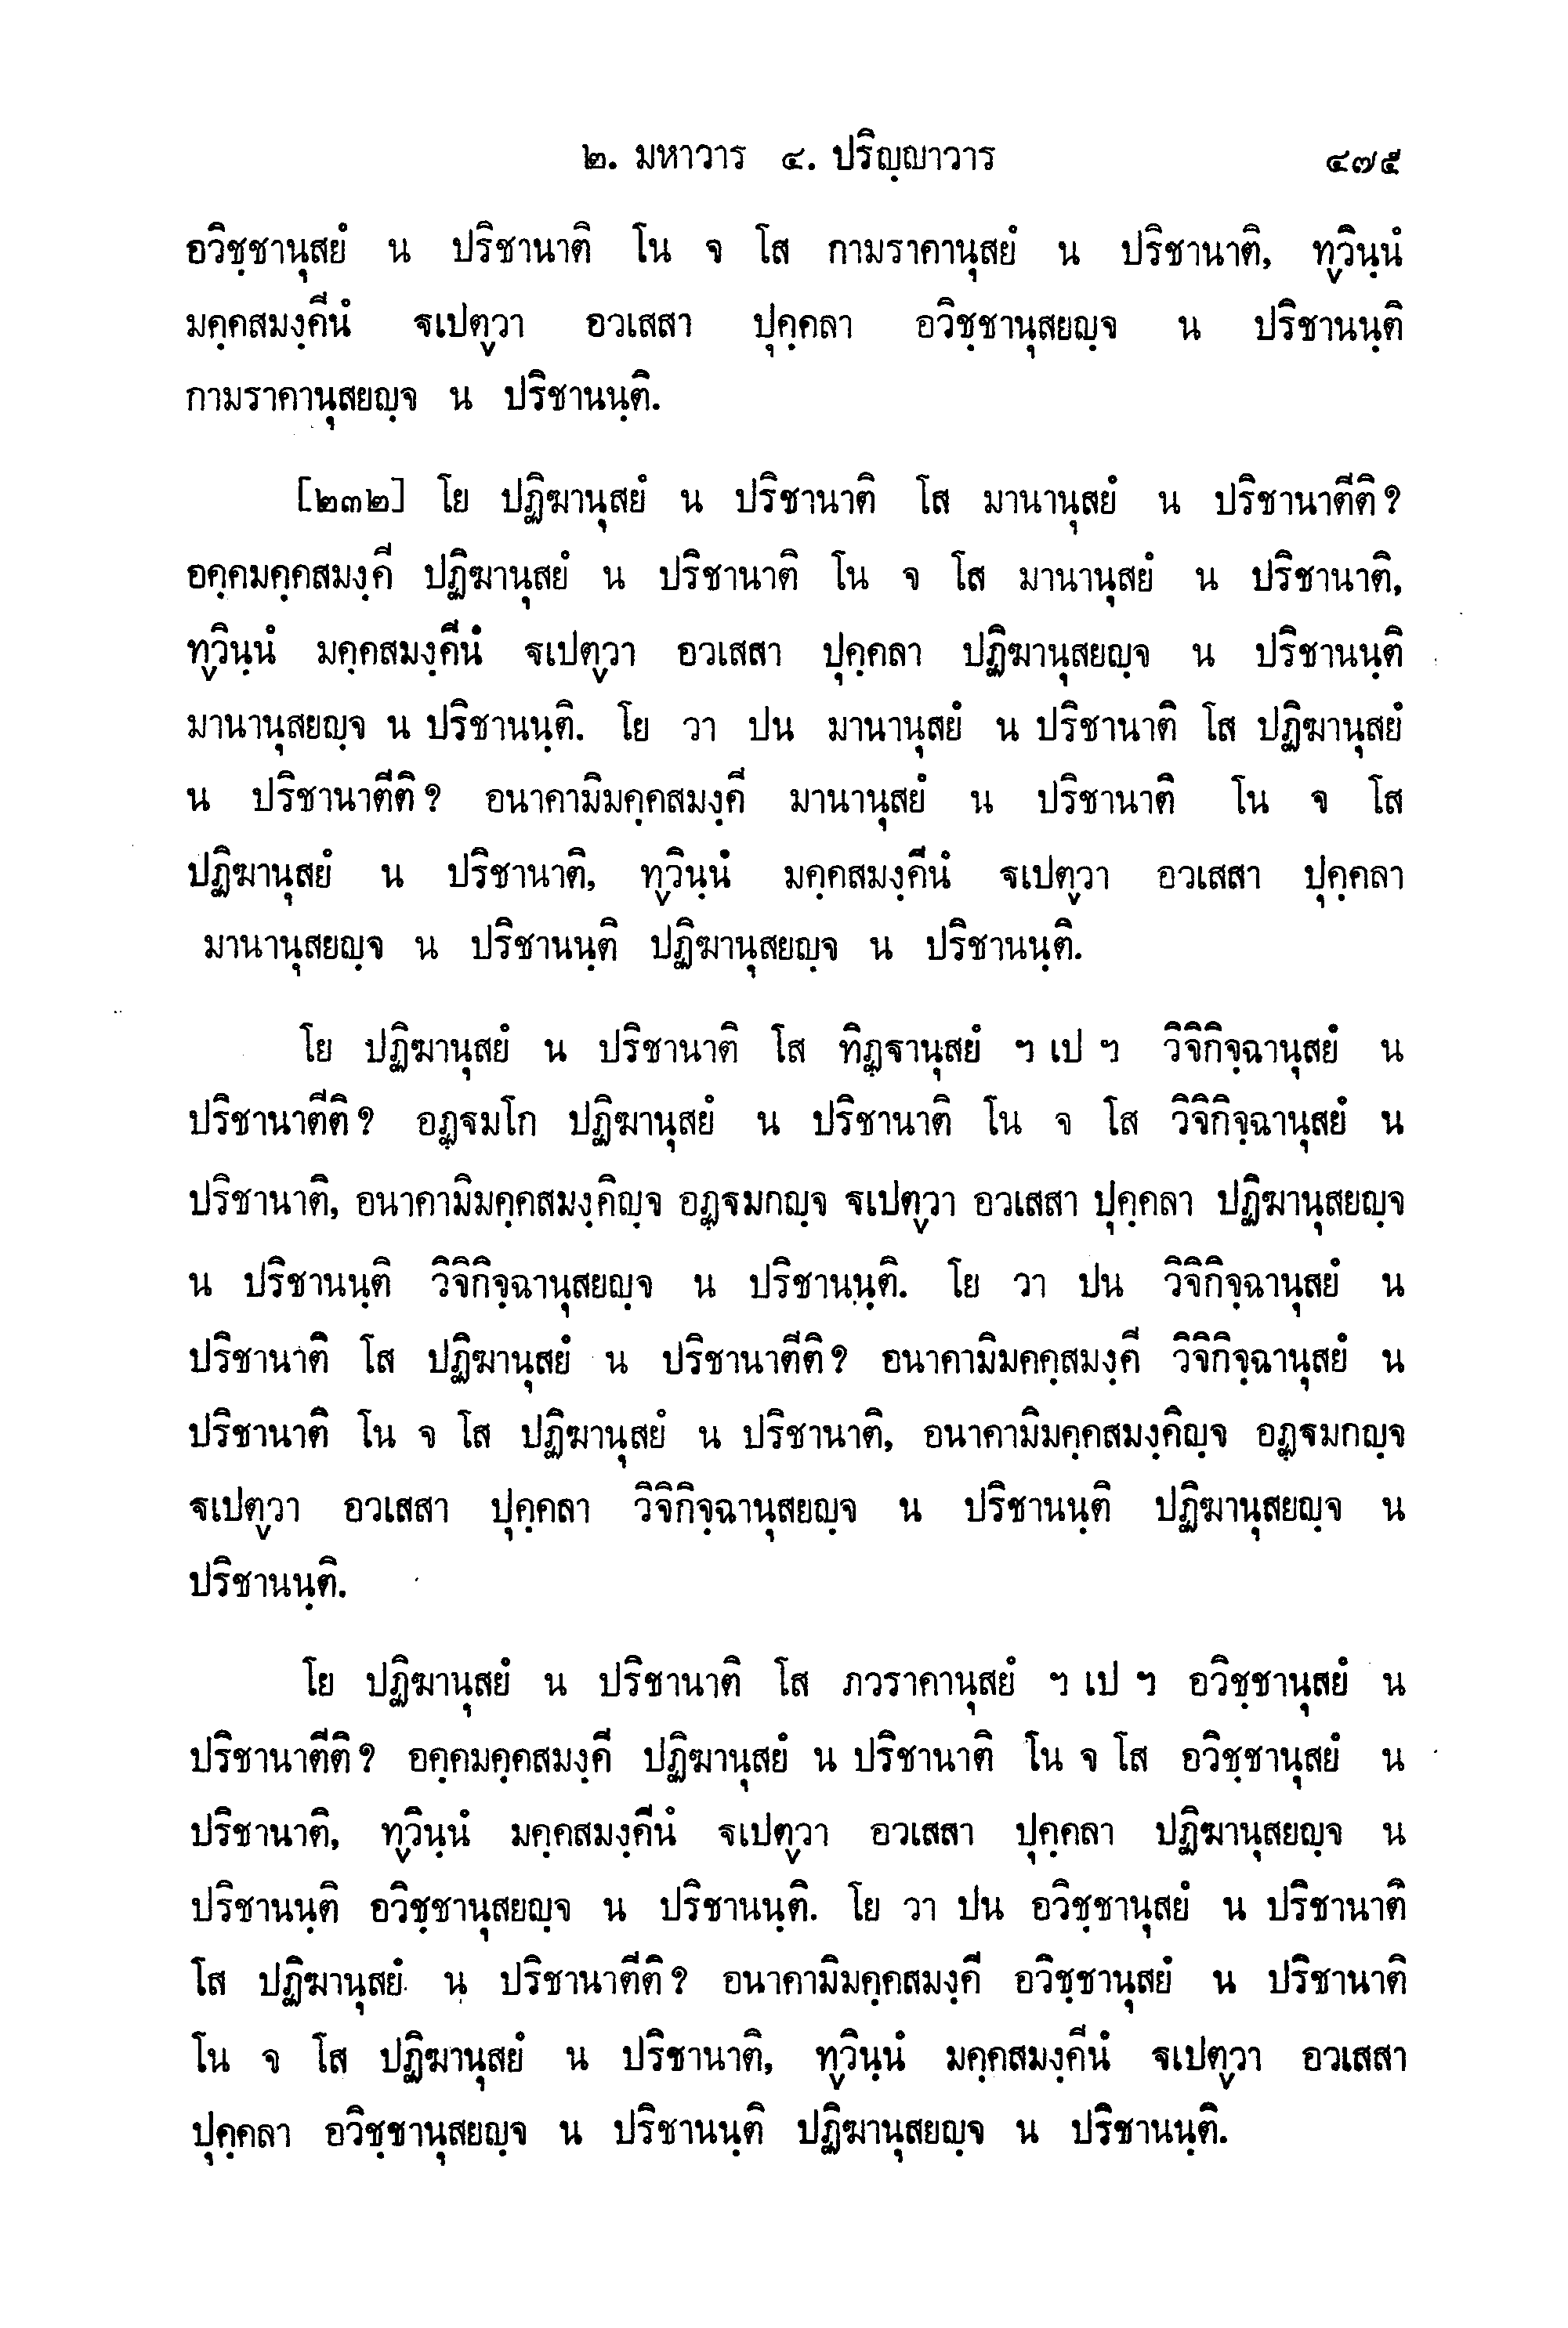 ๒. มหาวาร ๔. ปริญฺญาวาร ๔๗๕
อวิชฺชานุสยํ น ปริชานาติ โน จ โส กามราคานุสยํ น ปริชานาติ, ทฺวินฺนํ
มคฺคสมงฺคีนํ ฐเปตฺวา อวเสสา ปุคฺคลา อวิชฺชานุสยญฺจ น ปริชานนฺติ
กามราคานุสยญฺจ น ปริชานนฺติ.
[๒๓๒] โย ปฏิฆานุสยํ น ปริชานาติ โส มานานุสยํ น ปริชานาตีติ?
อคฺคมคฺคสมงฺคี ปฏิฆานุสยํ น ปริชานาติ โน จ โส มานานุสยํ น ปริชานาติ,
ทฺวินฺนํ มคฺคสมงฺคีนํ ฐเปตฺวา อวเสสา ปุคฺคลา ปฏิฆานุสยญฺจ น ปริชานนฺติ
มานานุสยญฺจ น ปริชานนฺติ. โย วา ปน มานานุสยํ น ปริชานาติ โส ปฏิฆานุสยํ
น ปริชานาตีติ? อนาคามิมคฺคสมงฺคี มานานุสยํ น ปริชานาติ โน จ โส
ปฏิฆานุสยํ น ปริชานาติ, ทฺวินฺนํ มคฺคสมงฺคีนํ ฐเปตฺวา อวเสสา ปุคฺคลา
มานานุสยญฺจ น ปริชานนฺติ ปฏิฆานุสยญฺจ น ปริชานนฺติ.
โย ปฏิฆานุสยํ น ปริชานาติ โส ทิฏฺฐานุสยํ ฯ เป ฯ วิจิกิจฺฉานุสยํ น
ปริชานาตีติ? อฏฺฐมโก ปฏิฆานุสยํ น ปริชานาติ โน จ โส วิจิกิจฺฉานุสยํ น
ปริชานาติ, อนาคามิมคฺคสมงฺคิญฺจ อฏฺฐมกญฺจ ฐเปตฺวา อวเสสา ปุคฺคลา ปฏิฆานุสยญฺจ
น ปริชานนฺติ วิจิกิจฺฉานุสยญฺจ น ปริชานนฺติ. โย วา ปน วิจิกิจฺฉานุสยํ น
ปริชานาติ โส ปฏิฆานุสยํ น ปริชานาตีติ? อนาคามิมคคฺสมงฺคี วิจิกิจฺฉานุสยํ น
ปริชานาติ โน จ โส ปฏิฆานุสยํ น ปริชานาติ, อนาคามิมคฺคสมงฺคิญฺจ อฏฺฐมกญฺจ
ฐเปตฺวา อวเสสา ปุคฺคลา วิจิกิจฺฉานุสยญฺจ น ปริชานนฺติ ปฏิฆานุสยญฺจ น
ปริชานนฺติ.
โย ปฏิฆานุสยํ น ปริชานาติ โส ภวราคานุสยํ ฯ เป ฯ อวิชฺชานุสยํ น
ปริชานาตีติ? อคฺคมคฺคสมงฺคี ปฏิฆานุสยํ น ปริชานาติ โน จ โส อวิชฺชานุสยํ น
ปริชานาติ, ทฺวินฺนํ มคฺคสมงฺคีนํ ฐเปตฺวา อวเสสา ปุคฺคลา ปฏิฆานุสยญฺจ น
ปริชานนฺติ อวิชฺชานุสยญฺจ น ปริชานนฺติ. โย วา ปน อวิชฺชานุสยํ น ปริชานาติ
โส ปฏิฆานุสยํ น ปริชานาตีติ? อนาคามิมคฺคสมงฺคี อวิชฺชานุสยํ น ปริชานาติ
โน จ โส ปฏิฆานุสยํ น ปริชานาติ, ทฺวินฺนํ มคฺคสมงฺคีนํ ฐเปตฺวา อวเสสา
ปุคฺคลา อวิชฺชานุสยญฺจ น ปริชานนฺติ ปฏิฆานุสยญฺจ น ปริชานนฺติ.